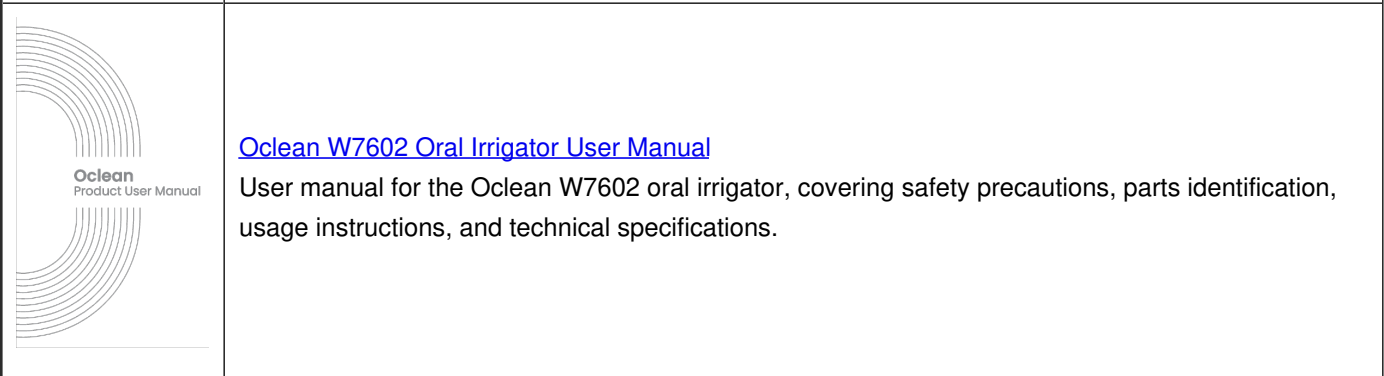 Oclean
Product User Manual
Oclean W7602 Oral Irrigator User Manual
User manual for the Oclean W7602 oral irrigator, covering safety precautions, parts identification,
usage instructions, and technical specifications.